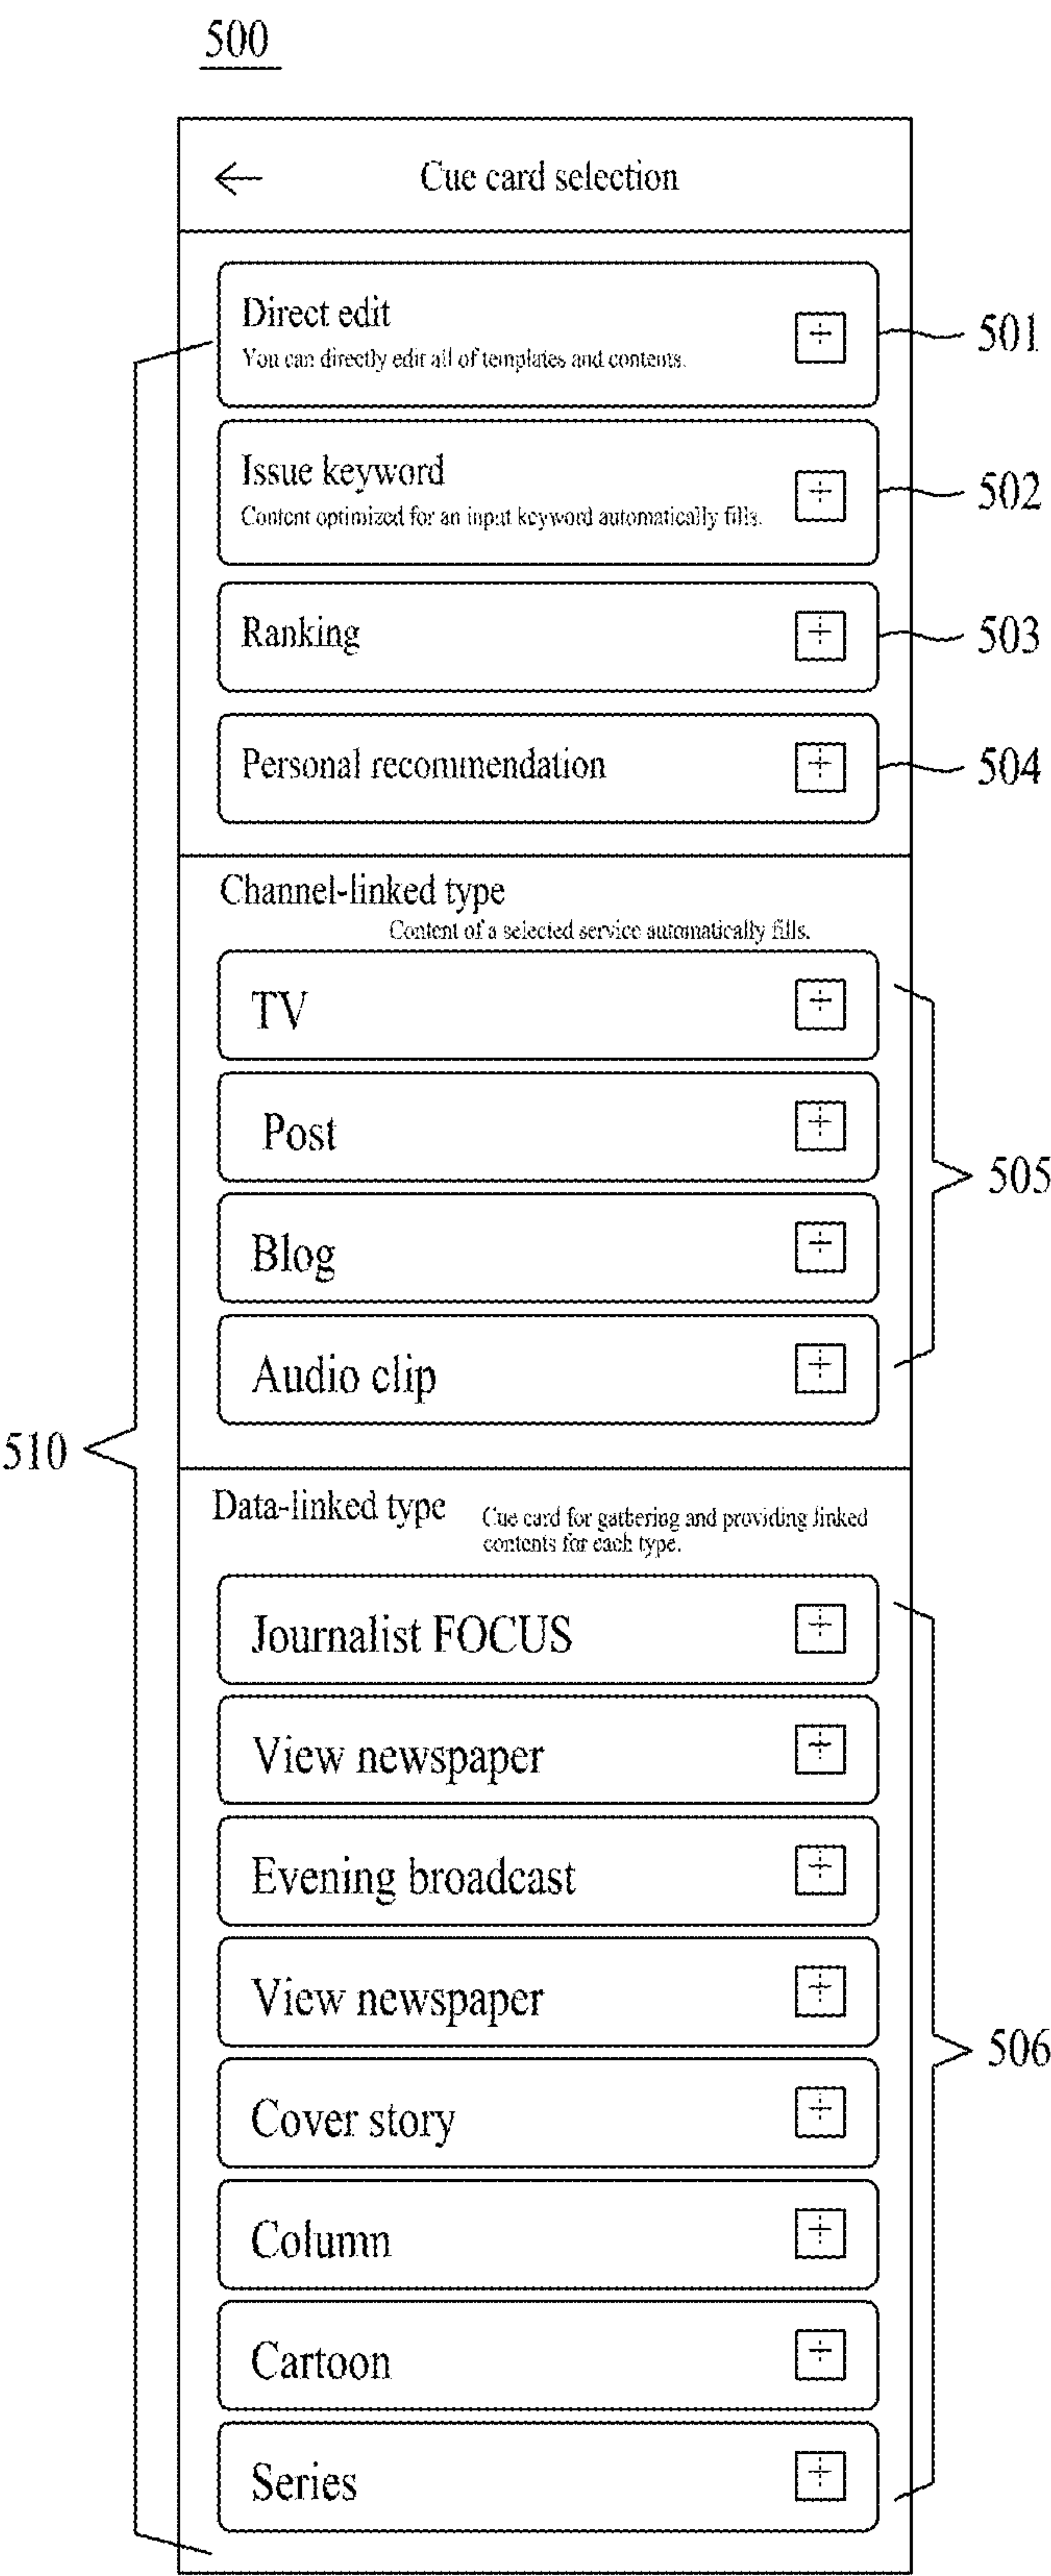 500
Cue card selection
Direct edit
You can directly edit all of templates and contents.
501
Issue keyword
Content optimized for an input keyword automatically fills.
502
Ranking
503
Personal recommendation
504
Channel-linked type
Content of a selected service automatically fills.
TV
Post
505
Blog
Audio clip
510
Data-linked type
Cue card for gathering and providing linked
contents for each type.
Journalist FOCUS
View newspaper
Evening broadcast
View newspaper
506
Cover story
Column
Cartoon
Series